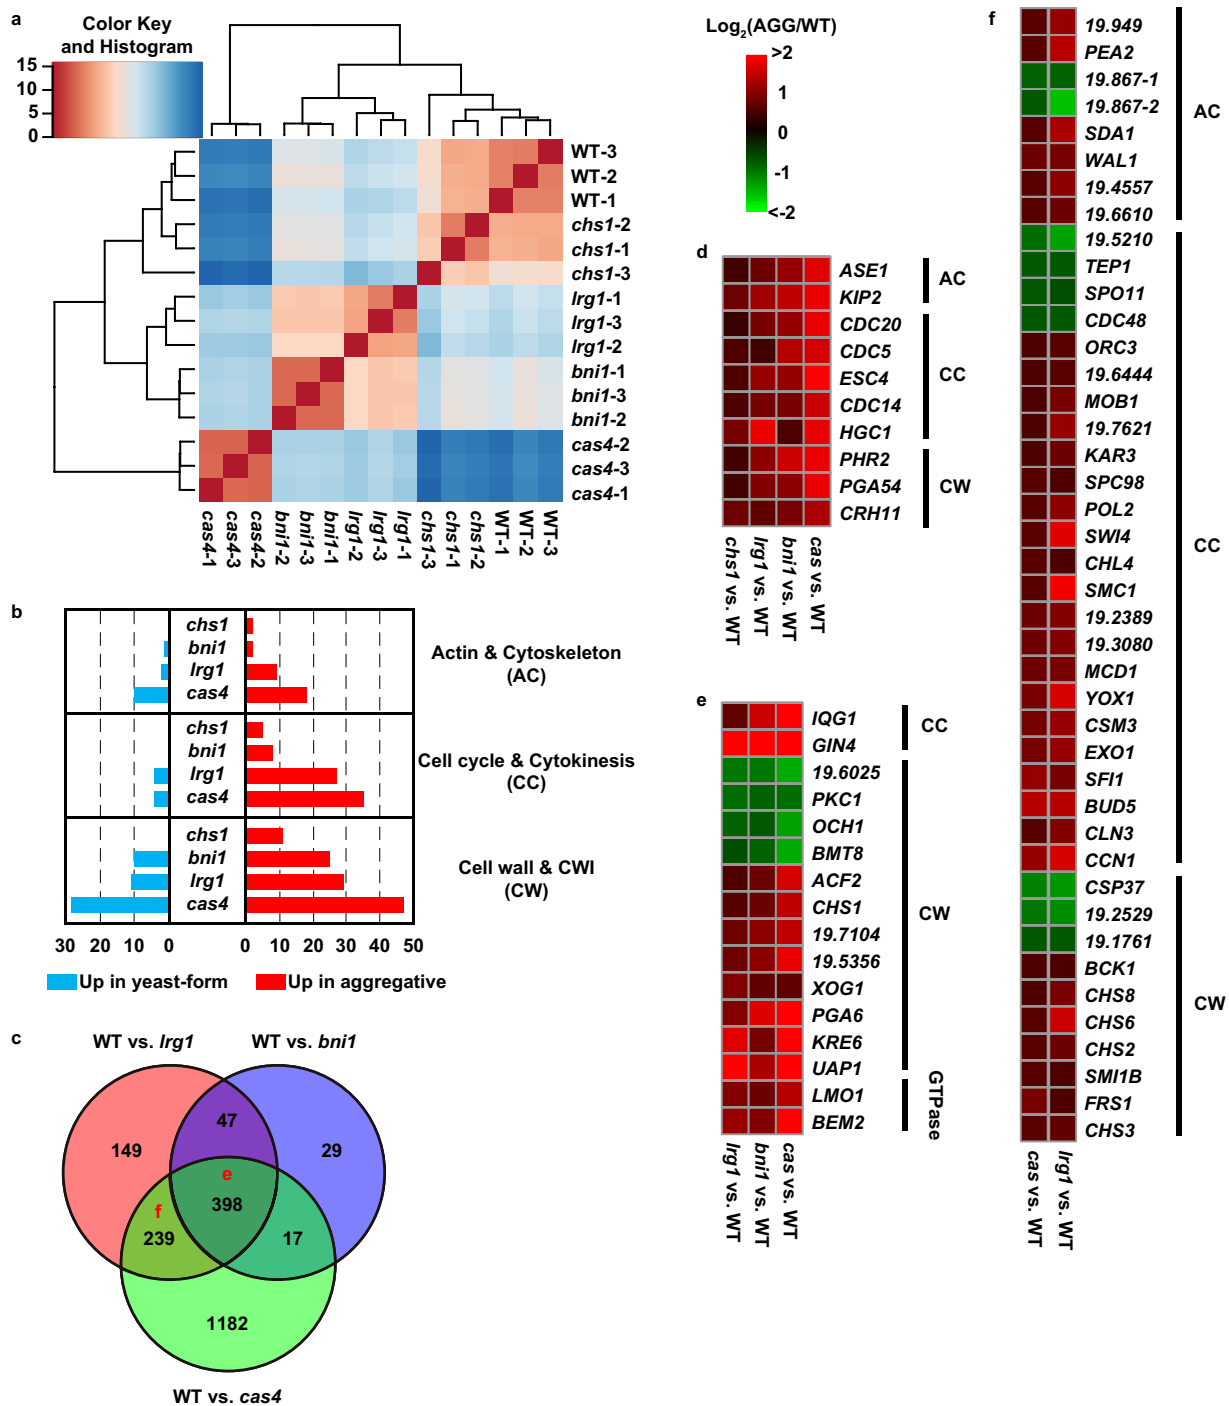 a
Color Key
and Histogram
15
10
5
0
WT-3
WT-2
WT-1
chs1-2
chs1-1
chs1-3
lrg1-1
lrg1-3
lrg1-2
bni1-1
bni1-3
bni1-2
cas4-2
cas4-3
cas4-1
cas4-1
cas4-3
cas4-2
bni1-2
bni1-3
bni1-1
lrg1-2
lrg1-3
lrg1-1
chs1-3
chs1-1
chs1-2
WT-1
WT-2
WT-3
b
chs1
bni1
lrg1
cas4
Actin & Cytoskeleton
(AC)
chs1
bni1
lrg1
cas4
Cell cycle & Cytokinesis
(CC)
chs1
bni1
lrg1
cas4
Cell wall & CWI
(CW)
30 20 10 0 0 10 20 30 40 50
Up in yeast-form Up in aggregative
c
WT vs. lrg1 WT vs. bni1
47
149 29
e
398
f
239 17
1182
WT vs. cas4
Log2(AGG/WT)
>2
1
0
-1
<-2
d
ASE1
KIP2
CDC20
CDC5
ESC4
CDC14
HGC1
PHR2
PGA54
CRH11
AC
CC
CW
chs1 vs. WT
lrg1 vs. WT
bni1 vs. WT
cas vs. WT
e
IQG1
GIN4
19.6025
PKC1
OCH1
BMT8
ACF2
CHS1
19.7104
19.5356
XOG1
PGA6
KRE6
UAP1
LMO1
BEM2
CC
CW
GTPase
lrg1 vs. WT
bni1 vs. WT
cas vs. WT
f
19.949
PEA2
19.867-1
19.867-2
SDA1
WAL1
19.4557
19.6610
19.5210
TEP1
SPO11
CDC48
ORC3
19.6444
MOB1
19.7621
KAR3
SPC98
POL2
SWI4
CHL4
SMC1
19.2389
19.3080
MCD1
YOX1
CSM3
EXO1
SFI1
BUD5
CLN3
CCN1
CSP37
19.2529
19.1761
BCK1
CHS8
CHS6
CHS2
SMI1B
FRS1
CHS3
AC
CC
CW
cas vs. WT
lrg1 vs. WT